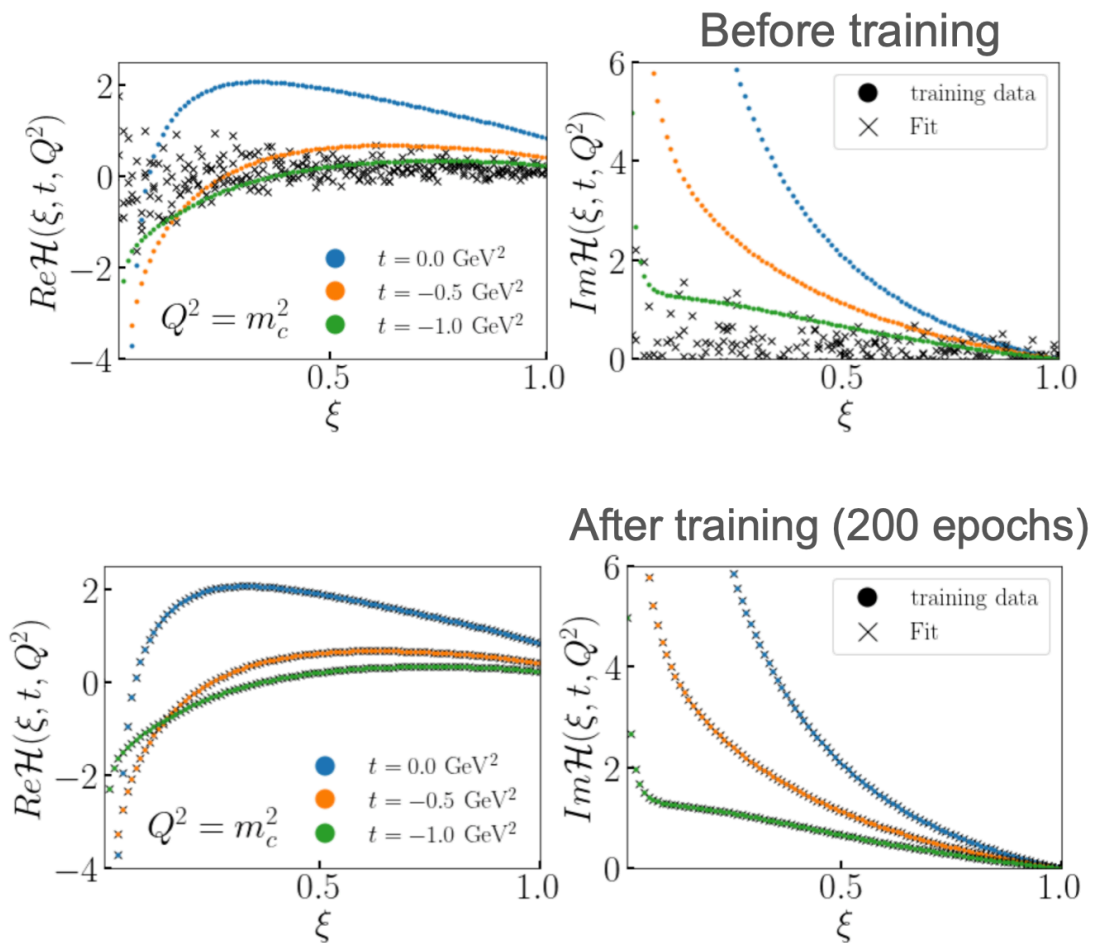 Before training
2
0
−2
−4
0.5
1.0
ξ
Reℋ(ξ, t, Q²)
t = 0.0 GeV²
t = −0.5 GeV²
t = −1.0 GeV²
Q² = m_c²
6
4
2
0
0.5
1.0
ξ
Imℋ(ξ, t, Q²)
training data
Fit
After training (200 epochs)
2
0
−2
−4
0.5
1.0
ξ
Reℋ(ξ, t, Q²)
t = 0.0 GeV²
t = −0.5 GeV²
t = −1.0 GeV²
Q² = m_c²
6
4
2
0
0.5
1.0
ξ
Imℋ(ξ, t, Q²)
training data
Fit